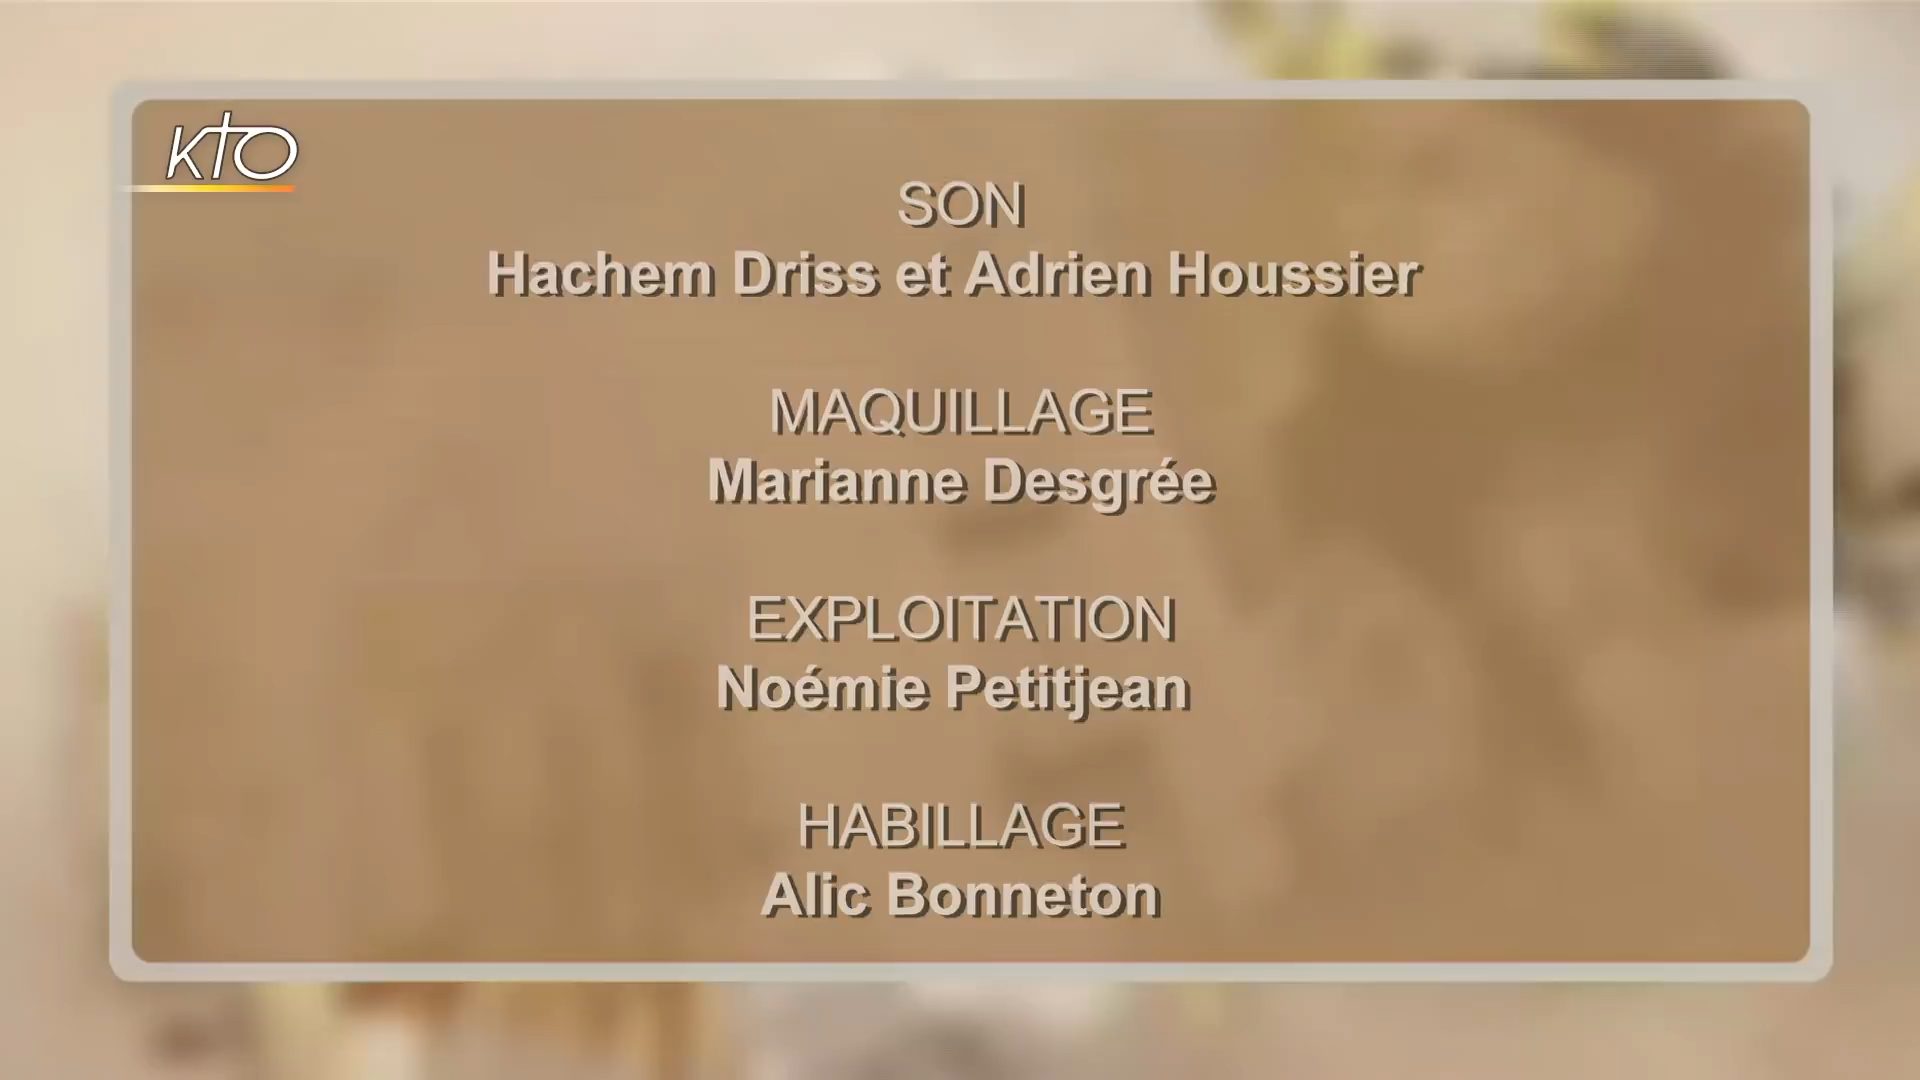 KTO
SON
Hachem Driss et Adrien Houssier
MAQUILLAGE
Marianne Desgrée
EXPLOITATION
Noémie Petitjean
HABILLAGE
Alic Bonneton